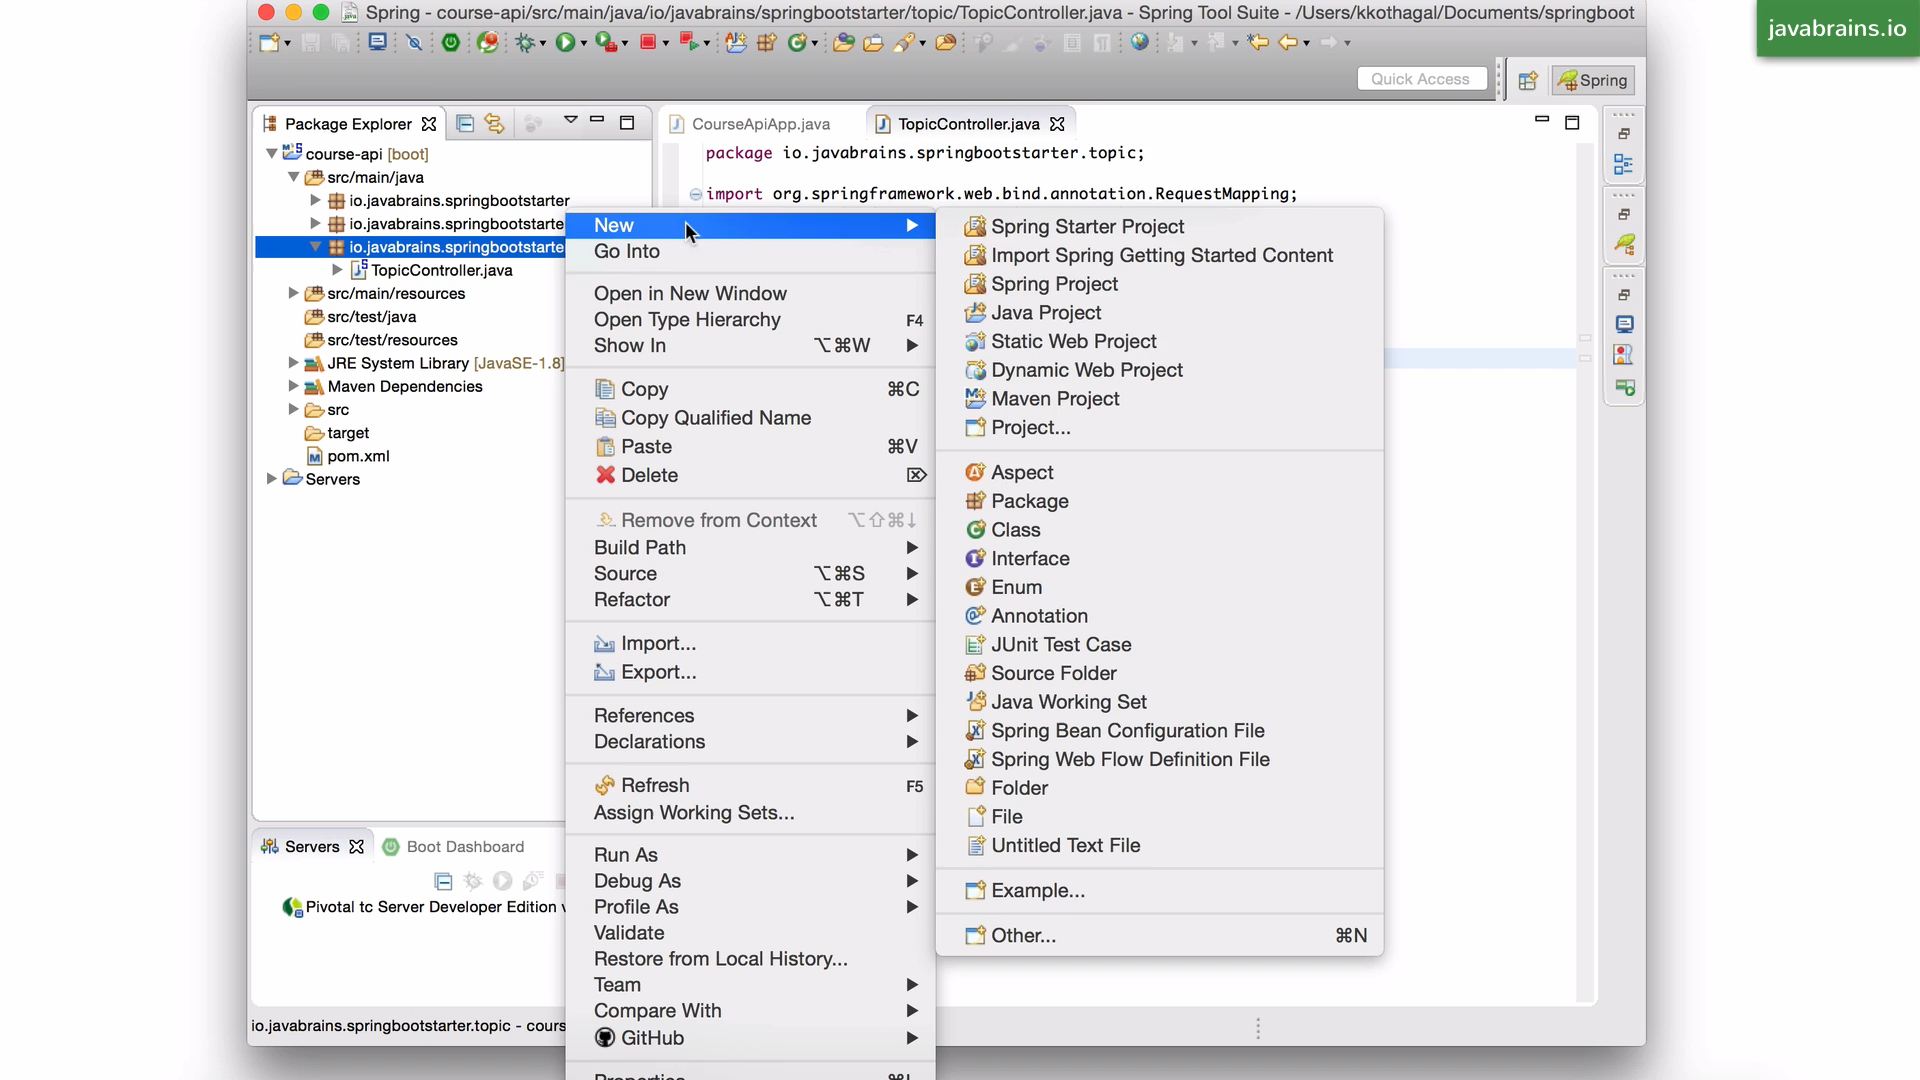 Spring - course-api/src/main/java/io/javabrains/springbootstarter/topic/TopicController.java - Spring Tool Suite - /Users/kkothagal/Documents/springboot
javabrains.io
Quick Access
Spring
Package Explorer
CourseApiApp.java
TopicController.java
course-api [boot]
src/main/java
io.javabrains.springbootstarter
io.javabrains.springbootstarte
io.javabrains.springbootstarte
TopicController.java
src/main/resources
src/test/java
src/test/resources
JRE System Library [JavaSE-1.8]
Maven Dependencies
src
target
pom.xml
Servers
package io.javabrains.springbootstarter.topic;
import org.springframework.web.bind.annotation.RequestMapping;
New
Go Into
Open in New Window
Open Type Hierarchy F4
Show In ⌥⌘W
Copy ⌘C
Copy Qualified Name
Paste ⌘V
Delete ⌦
Remove from Context ⌥⇧⌘↓
Build Path
Source ⌥⌘S
Refactor ⌥⌘T
Import...
Export...
References
Declarations
Refresh F5
Assign Working Sets...
Run As
Debug As
Profile As
Validate
Restore from Local History...
Team
Compare With
GitHub
Spring Starter Project
Import Spring Getting Started Content
Spring Project
Java Project
Static Web Project
Dynamic Web Project
Maven Project
Project...
Aspect
Package
Class
Interface
Enum
Annotation
JUnit Test Case
Source Folder
Java Working Set
Spring Bean Configuration File
Spring Web Flow Definition File
Folder
File
Untitled Text File
Example...
Other... ⌘N
Servers
Boot Dashboard
Pivotal tc Server Developer Edition v
io.javabrains.springbootstarter.topic - cours